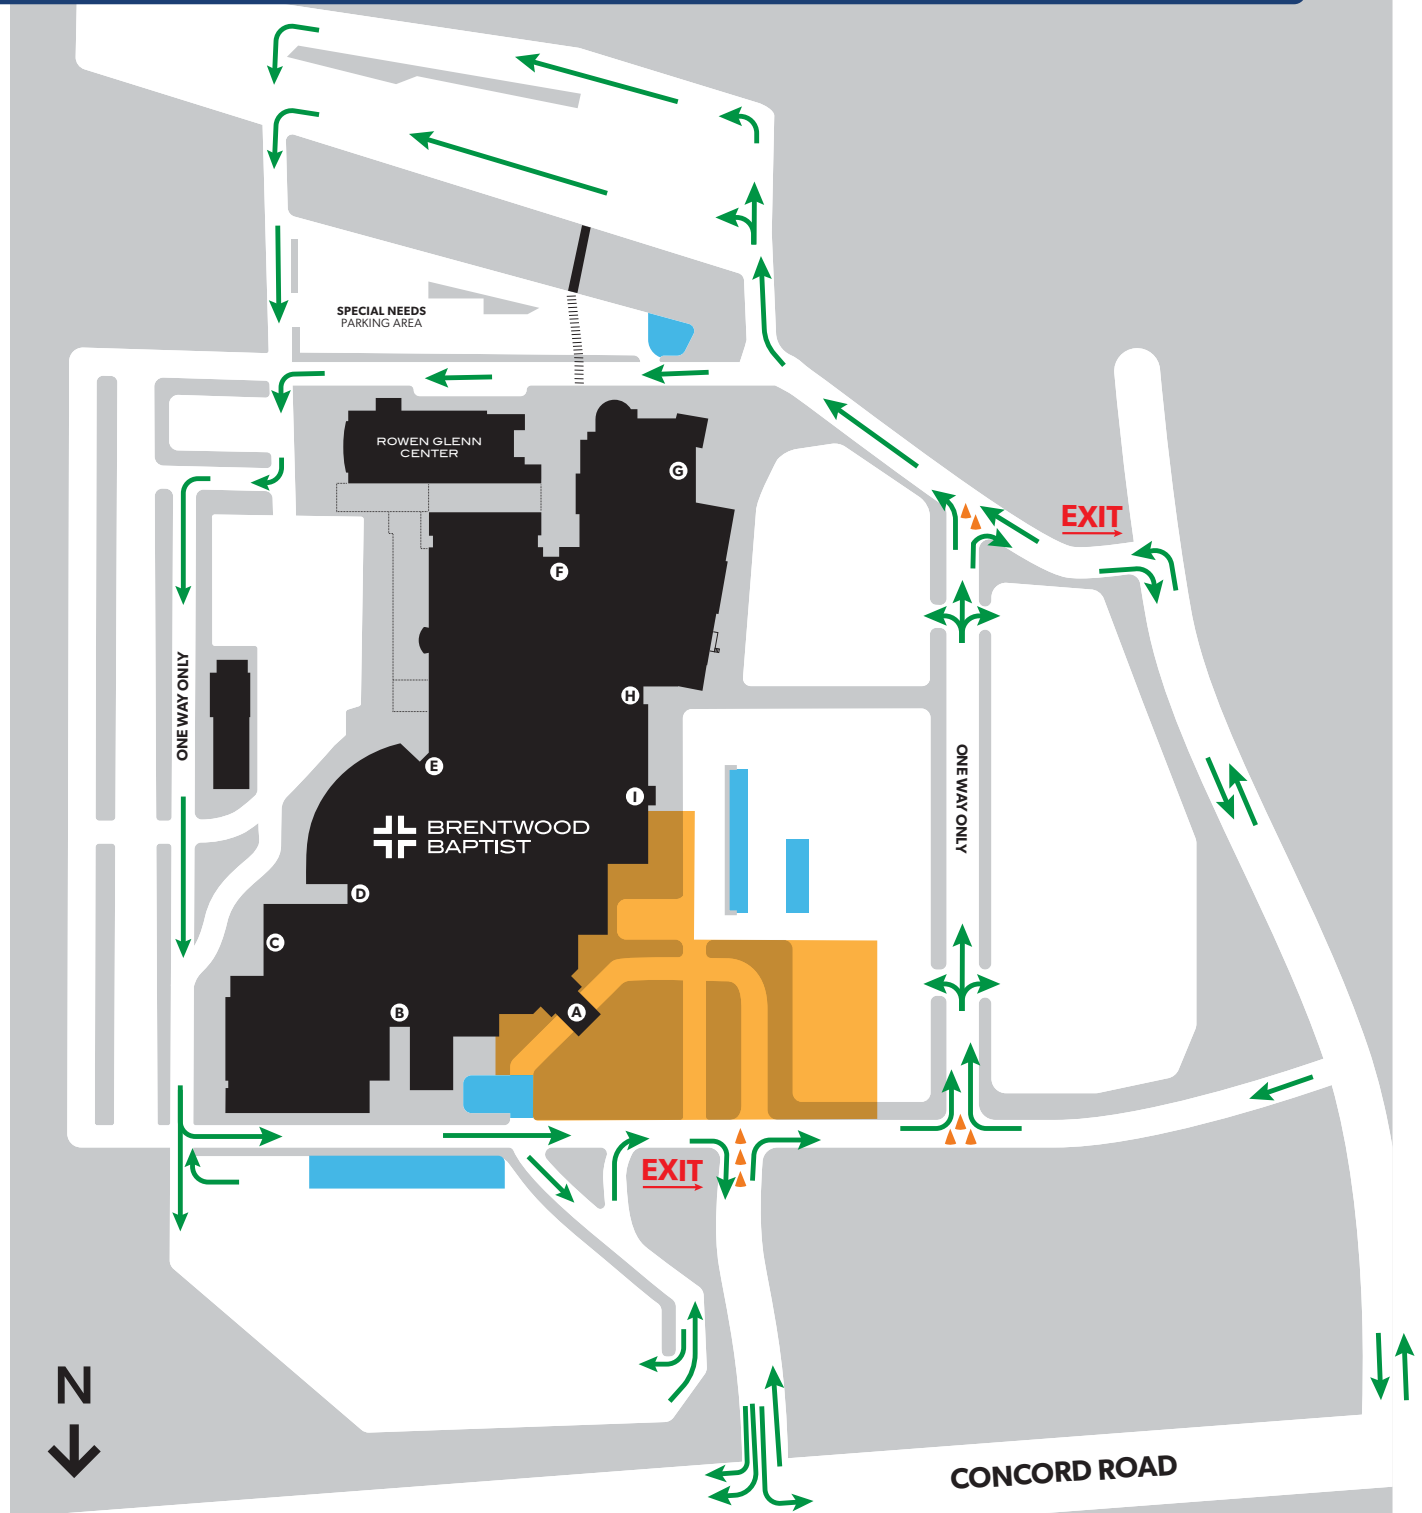 SPECIAL NEEDS
PARKING AREA
ROWEN GLENN
CENTER
G
EXIT
F
ONE WAY ONLY
H
ONE WAY ONLY
E
I
BRENTWOOD
BAPTIST
D
C
B
A
EXIT
N
CONCORD ROAD